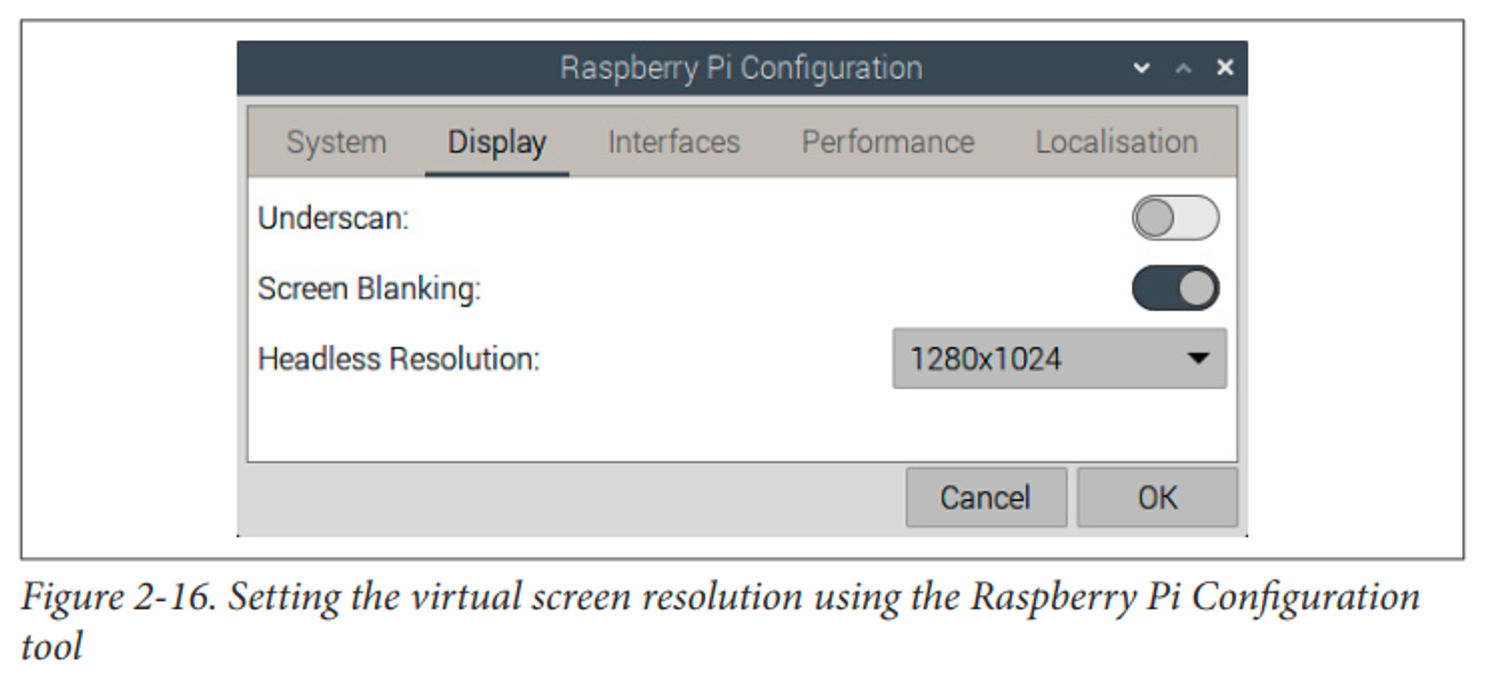 Raspberry Pi Configuration
System Display Interfaces Performance Localisation
Underscan:
Screen Blanking:
Headless Resolution: 1280x1024
Cancel OK
Figure 2-16. Setting the virtual screen resolution using the Raspberry Pi Configuration
tool